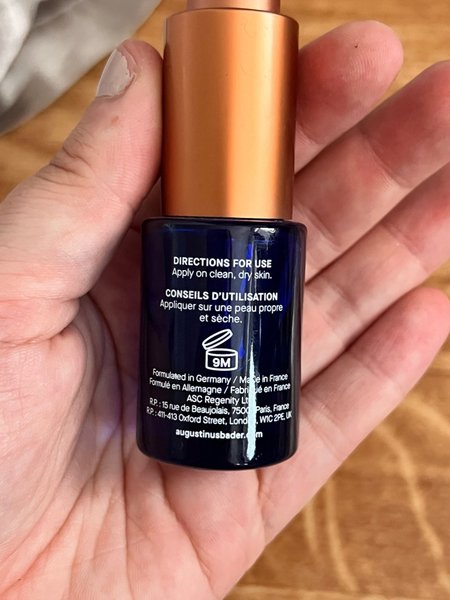 DIRECTIONS FOR USE
Apply on clean, dry skin.
CONSEILS D'UTILISATION
Appliquer sur une peau propre
et sèche.
9M
Formulated in Germany / Made in France
Formulé en Allemagne / Fabriqué en France
ASC Regenity Ltd
R.P.: 15 rue de Beaujolais, 75001 Paris, France
R.P.: 411-413 Oxford Street, London, W1C 2PE, UK
augustinusbader.com